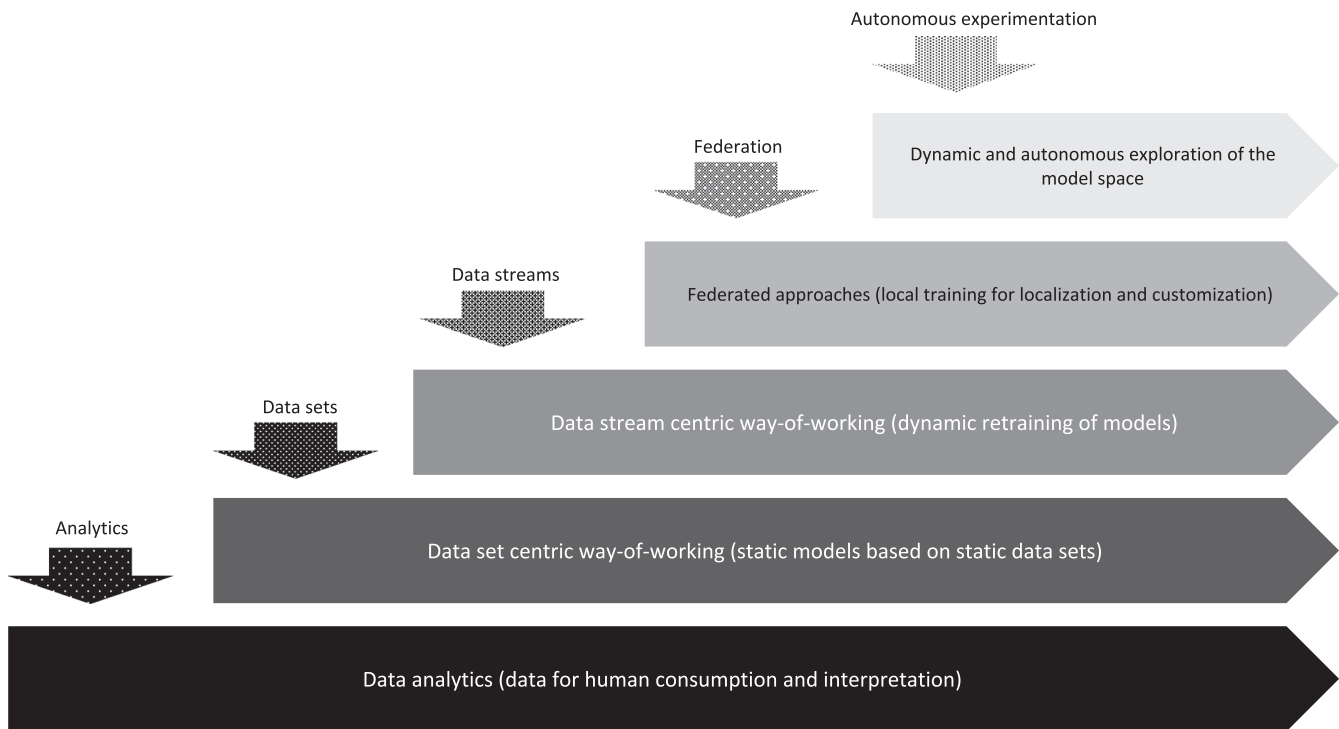 Autonomous experimentation
Dynamic and autonomous exploration of the
model space
Federation
Federated approaches (local training for localization and customization)
Data streams
Data stream centric way-of-working (dynamic retraining of models)
Data sets
Data set centric way-of-working (static models based on static data sets)
Analytics
Data analytics (data for human consumption and interpretation)